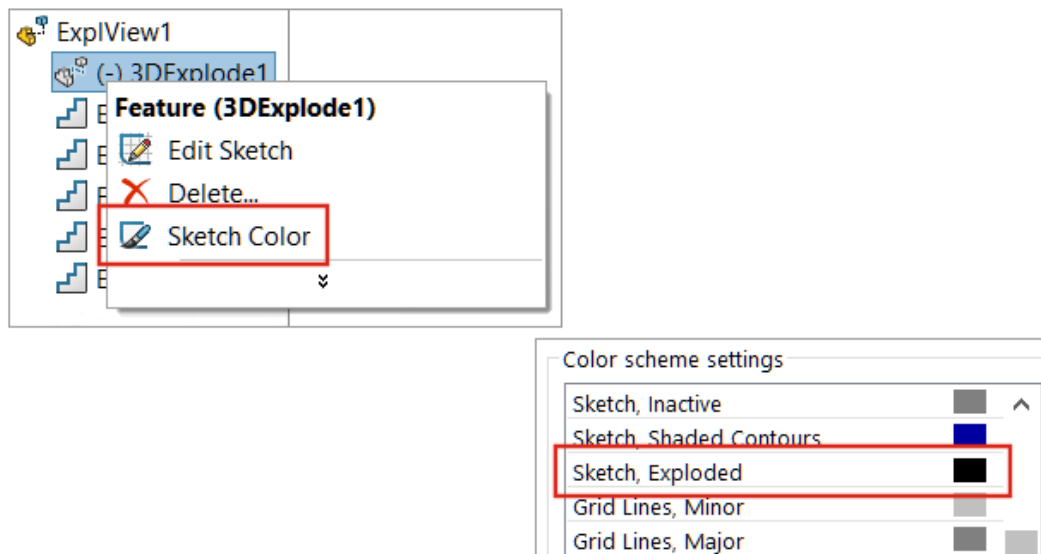 ExplView1
(-) 3DExplode1
Feature (3DExplode1)
Edit Sketch
Delete...
Sketch Color
Color scheme settings
Sketch, Inactive
Sketch, Shaded Contours
Sketch, Exploded
Grid Lines, Minor
Grid Lines, Major